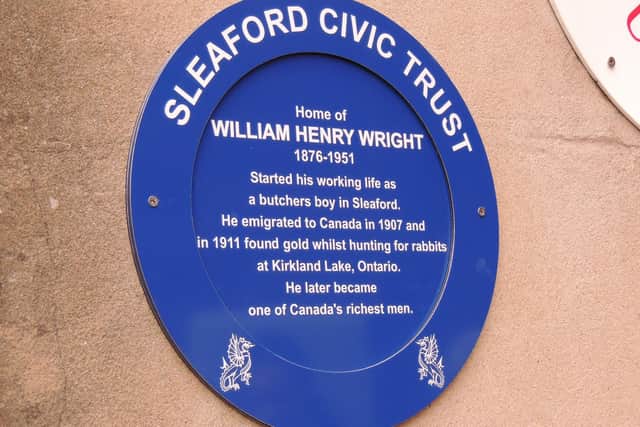 SLEAFORD CIVIC TRUST
Home of
WILLIAM HENRY WRIGHT
1876-1951
Started his working life as
a butchers boy in Sleaford.
He emigrated to Canada in 1907 and
in 1911 found gold whilst hunting for rabbits
at Kirkland Lake, Ontario.
He later became
one of Canada's richest men.